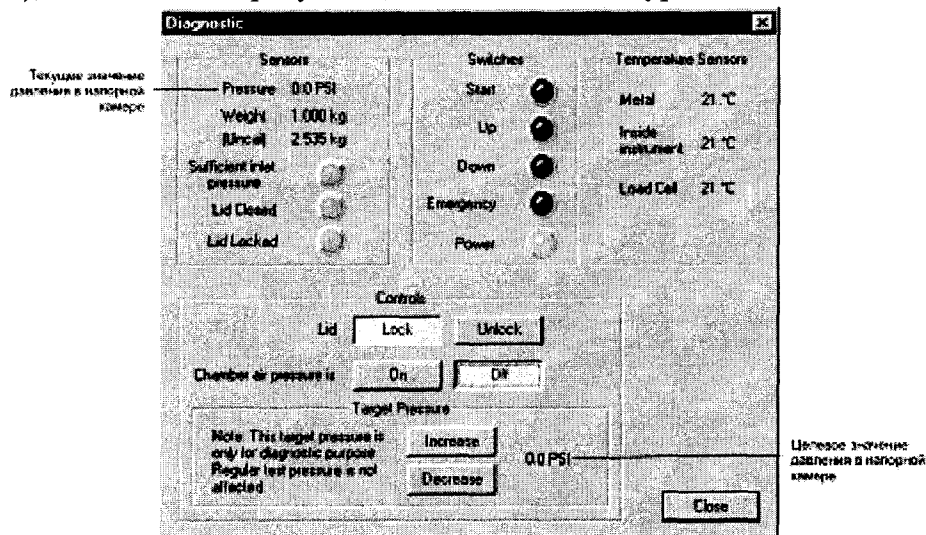 Diagnostic
Текущее значение
давления в напорной
камере
Sensors
Pressure 0.0 PSI
Weight 1.000 kg
(Uncal) 2.535 kg
Sufficient inlet
pressure
Lid Closed
Lid Locked
Switches
Start
Up
Down
Emergency
Power
Temperature Sensors
Metal 21 °C
Inside
instrument 21 °C
Load Cell 21 °C
Controls
Lid Lock Unlock
Chamber air pressure is On Off
Target Pressure
Note: This target pressure is
only for diagnostic purpose
Regular test pressure is not
affected
Increase
Decrease
0.0 PSI
Целевое значение
давления в напорной
камере
Close